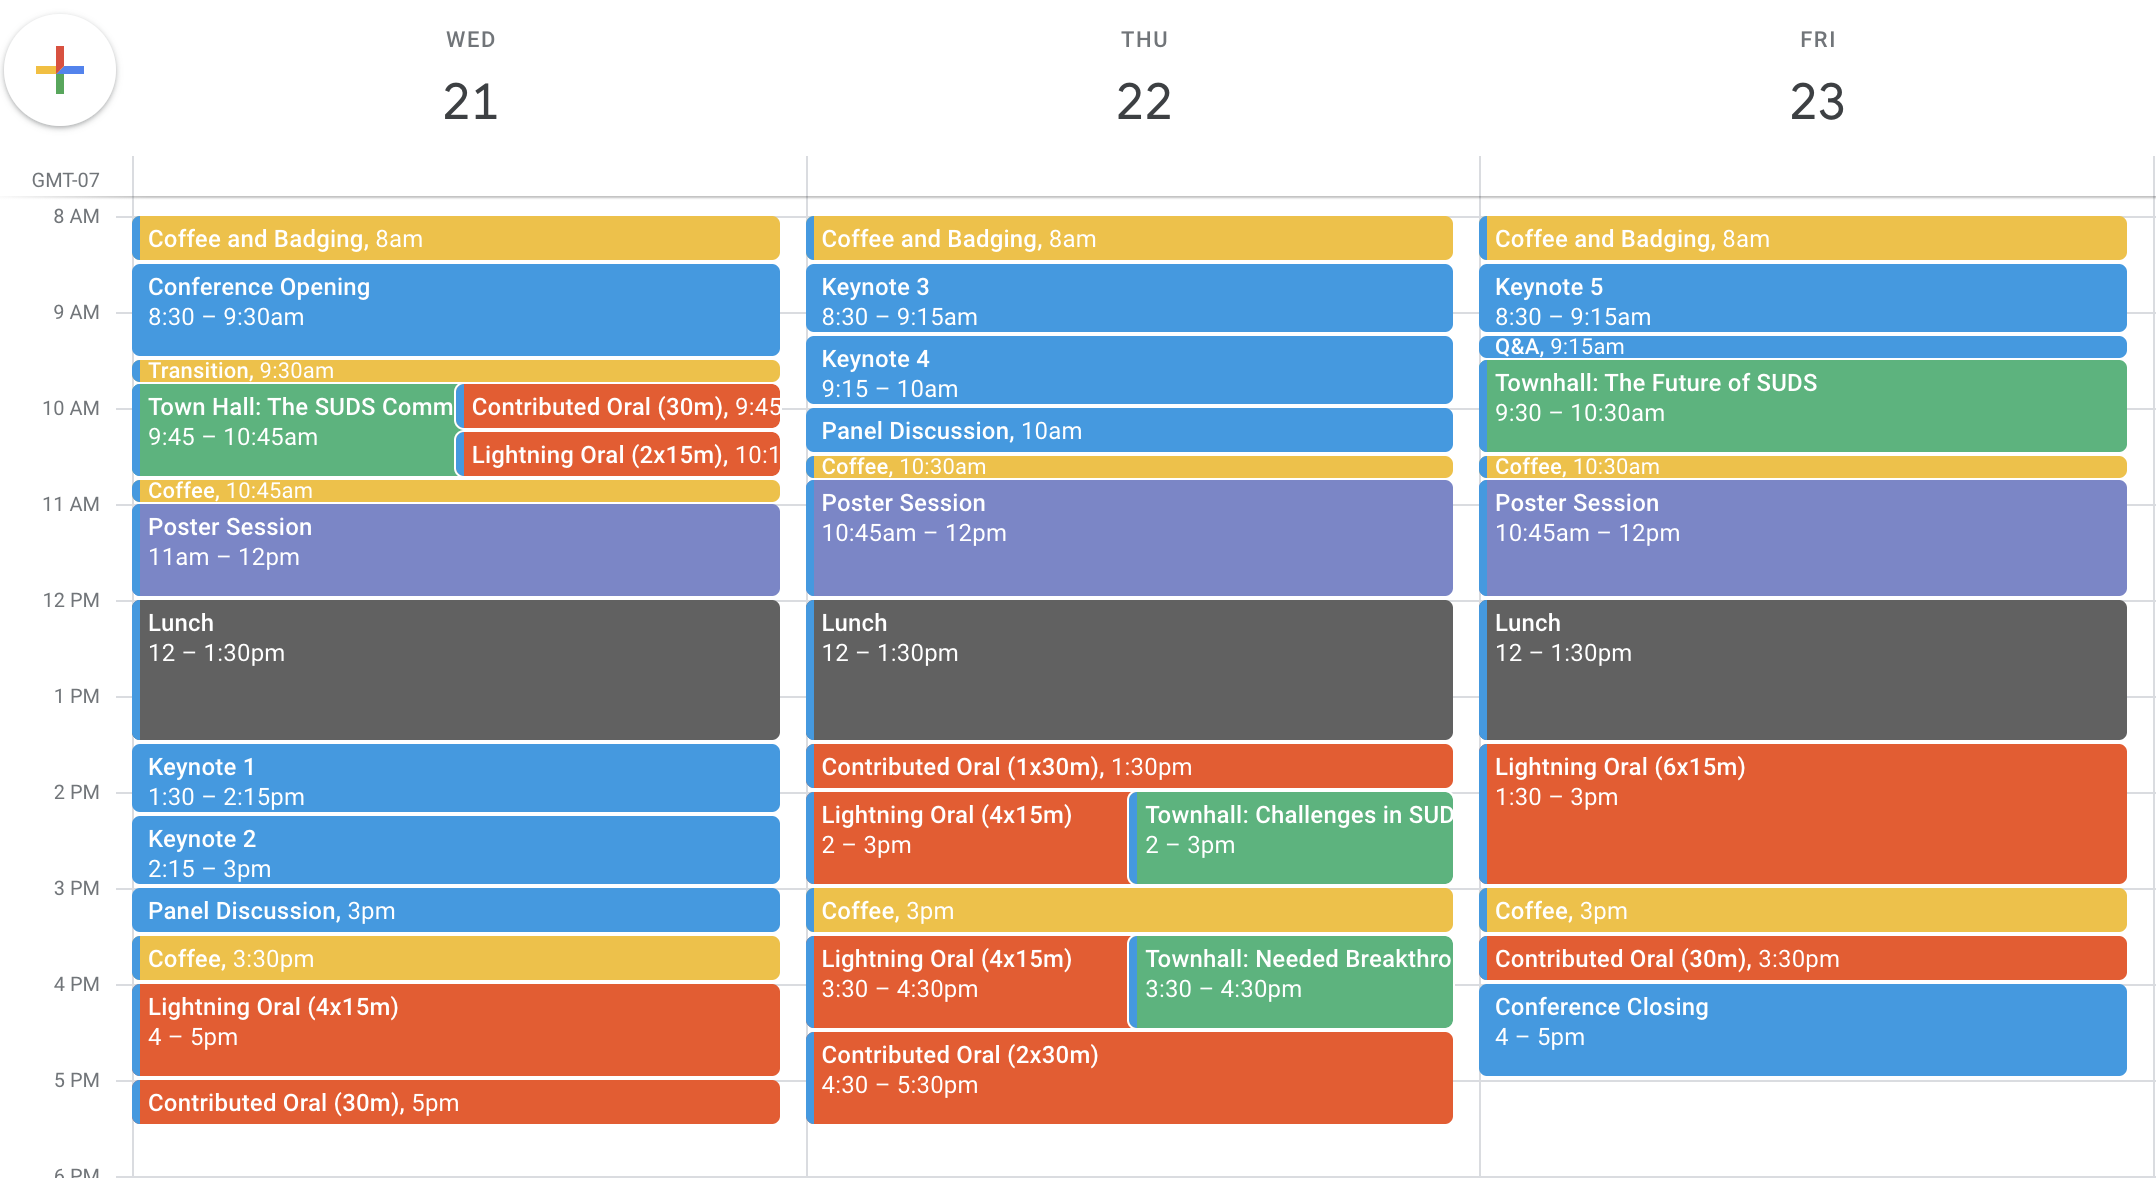 WED
21
THU
22
FRI
23
GMT-07
8 AM
9 AM
10 AM
11 AM
12 PM
1 PM
2 PM
3 PM
4 PM
5 PM
6 PM
Coffee and Badging, 8am
Conference Opening
8:30 – 9:30am
Transition, 9:30am
Town Hall: The SUDS Comm
9:45 – 10:45am
Contributed Oral (30m), 9:45
Lightning Oral (2x15m), 10:1
Coffee, 10:45am
Poster Session
11am – 12pm
Lunch
12 – 1:30pm
Keynote 1
1:30 – 2:15pm
Keynote 2
2:15 – 3pm
Panel Discussion, 3pm
Coffee, 3:30pm
Lightning Oral (4x15m)
4 – 5pm
Contributed Oral (30m), 5pm
Coffee and Badging, 8am
Keynote 3
8:30 – 9:15am
Keynote 4
9:15 – 10am
Panel Discussion, 10am
Coffee, 10:30am
Poster Session
10:45am – 12pm
Lunch
12 – 1:30pm
Contributed Oral (1x30m), 1:30pm
Lightning Oral (4x15m)
2 – 3pm
Townhall: Challenges in SUD
2 – 3pm
Coffee, 3pm
Lightning Oral (4x15m)
3:30 – 4:30pm
Townhall: Needed Breakthro
3:30 – 4:30pm
Contributed Oral (2x30m)
4:30 – 5:30pm
Coffee and Badging, 8am
Keynote 5
8:30 – 9:15am
Q&A, 9:15am
Townhall: The Future of SUDS
9:30 – 10:30am
Coffee, 10:30am
Poster Session
10:45am – 12pm
Lunch
12 – 1:30pm
Lightning Oral (6x15m)
1:30 – 3pm
Coffee, 3pm
Contributed Oral (30m), 3:30pm
Conference Closing
4 – 5pm